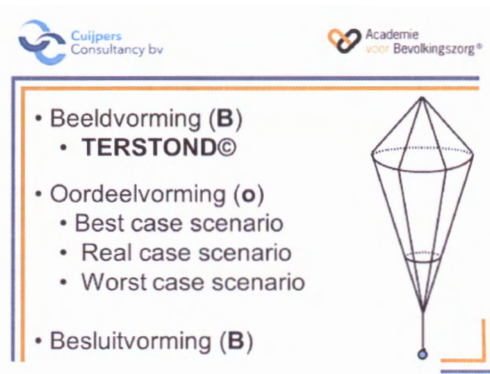 Cuijpers
Consultancy bv
Academie
voor Bevolkingszorg®
• Beeldvorming (B)
• TERSTOND©
• Oordeelvorming (o)
• Best case scenario
• Real case scenario
• Worst case scenario
• Besluitvorming (B)